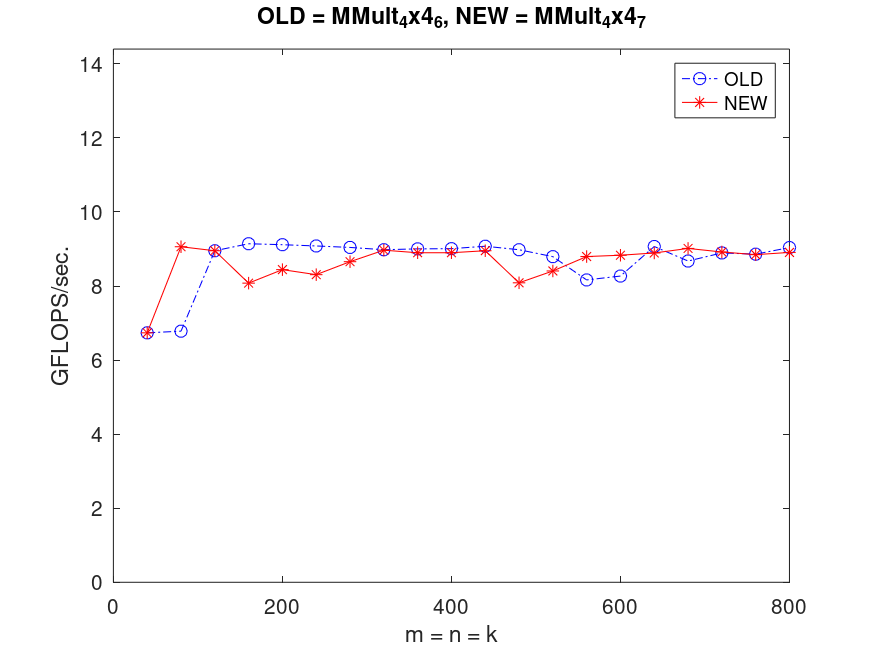 OLD = MMult₄x4₆, NEW = MMult₄x4₇
14
12
10
8
6
4
2
0
GFLOPS/sec.
OLD
NEW
0 200 400 600 800
m = n = k